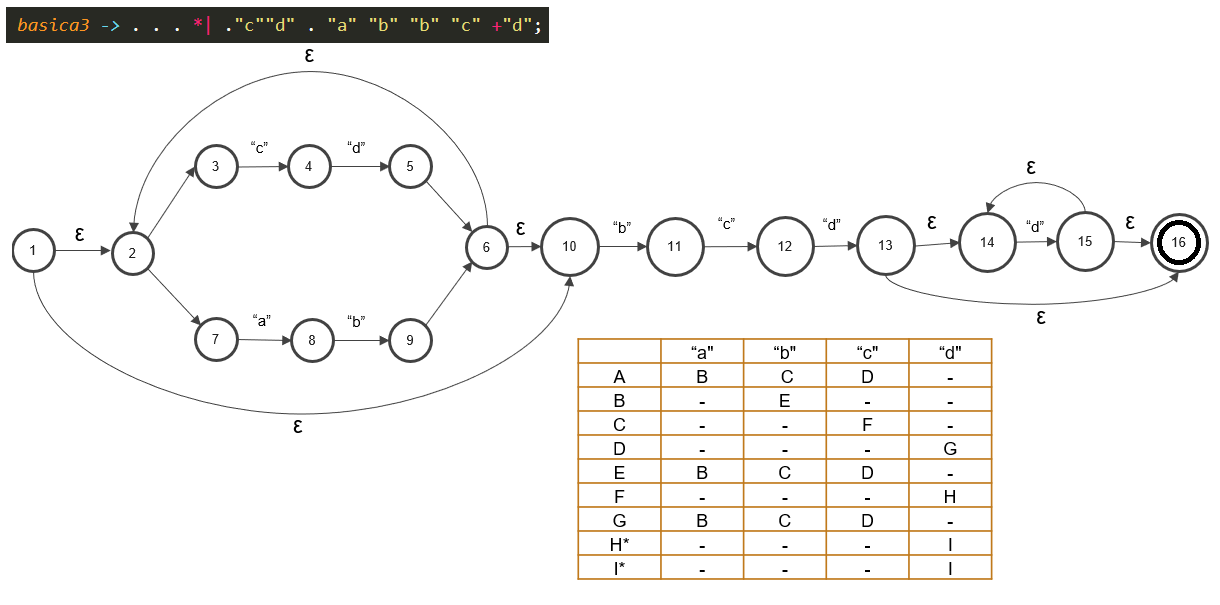 basica3 -> . . . *| ."c""d" . "a" "b" "b" "c" +"d";
ε
“c” “d”
3 4 5
ε
ε “d” ε
“b” “c” “d” ε
ε ε
1 2 6 10 11 12 13 14 15 16
“a” “b”
7 8 9
ε
ε
“a" “b" “c" “d"
A B C D -
B - E - -
C - - F -
D - - - G
E B C D -
F - - - H
G B C D -
H* - - - I
I* - - - I